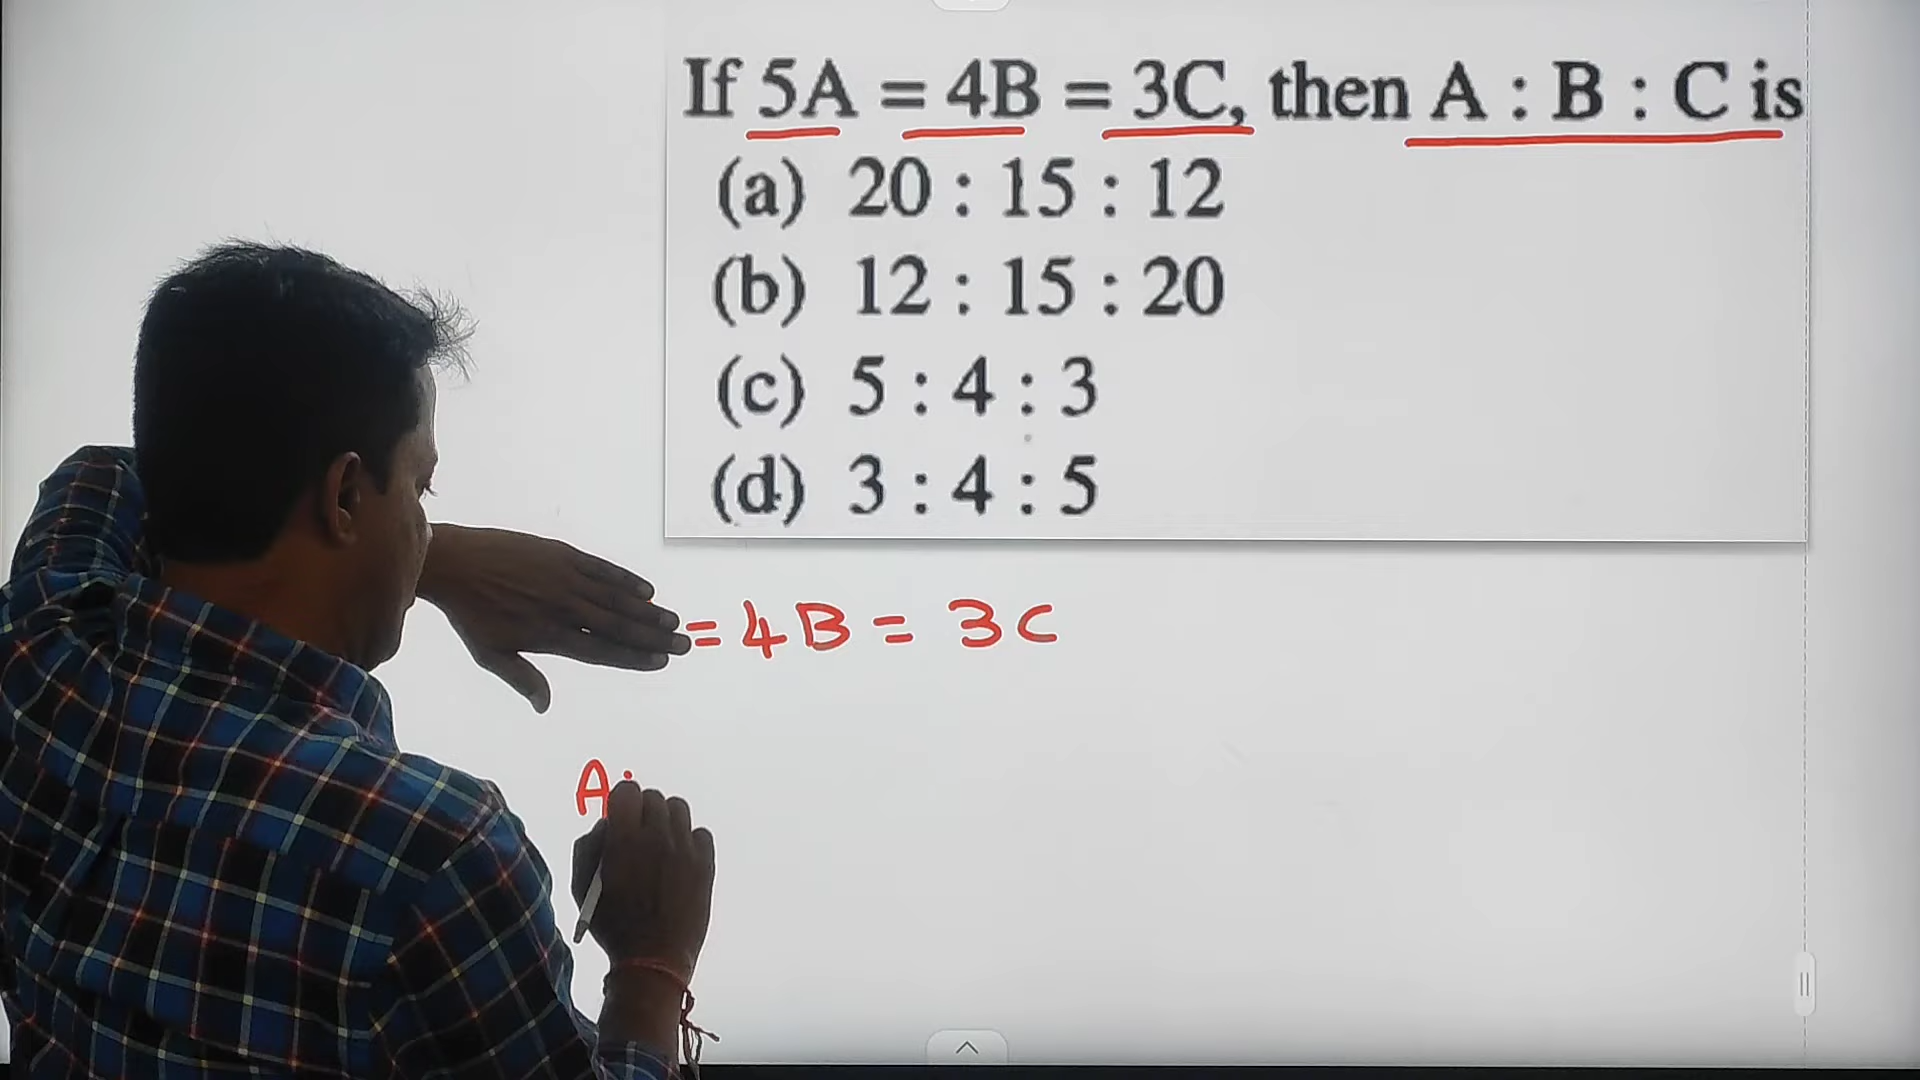 If 5A = 4B = 3C, then A : B : C is
(a) 20 : 15 : 12
(b) 12 : 15 : 20
(c) 5 : 4 : 3
(d) 3 : 4 : 5
= 4B = 3C
A: